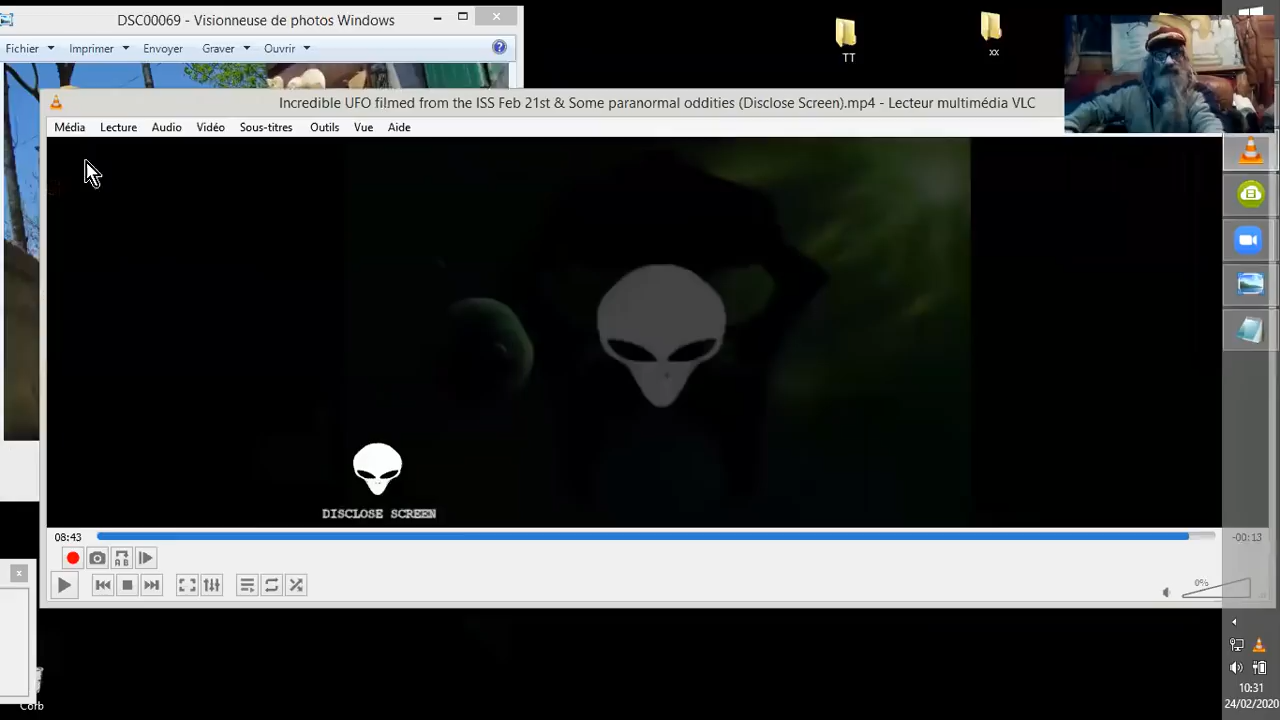 DSC00069 - Visionneuse de photos Windows
Fichier Imprimer Envoyer Graver Ouvrir
TT
xx
Incredible UFO filmed from the ISS Feb 21st & Some paranormal oddities (Disclose Screen).mp4 - Lecteur multimédia VLC
Média Lecture Audio Vidéo Sous-titres Outils Vue Aide
DISCLOSE SCREEN
08:43
-00:13
0%
Corb
10:31
24/02/2020